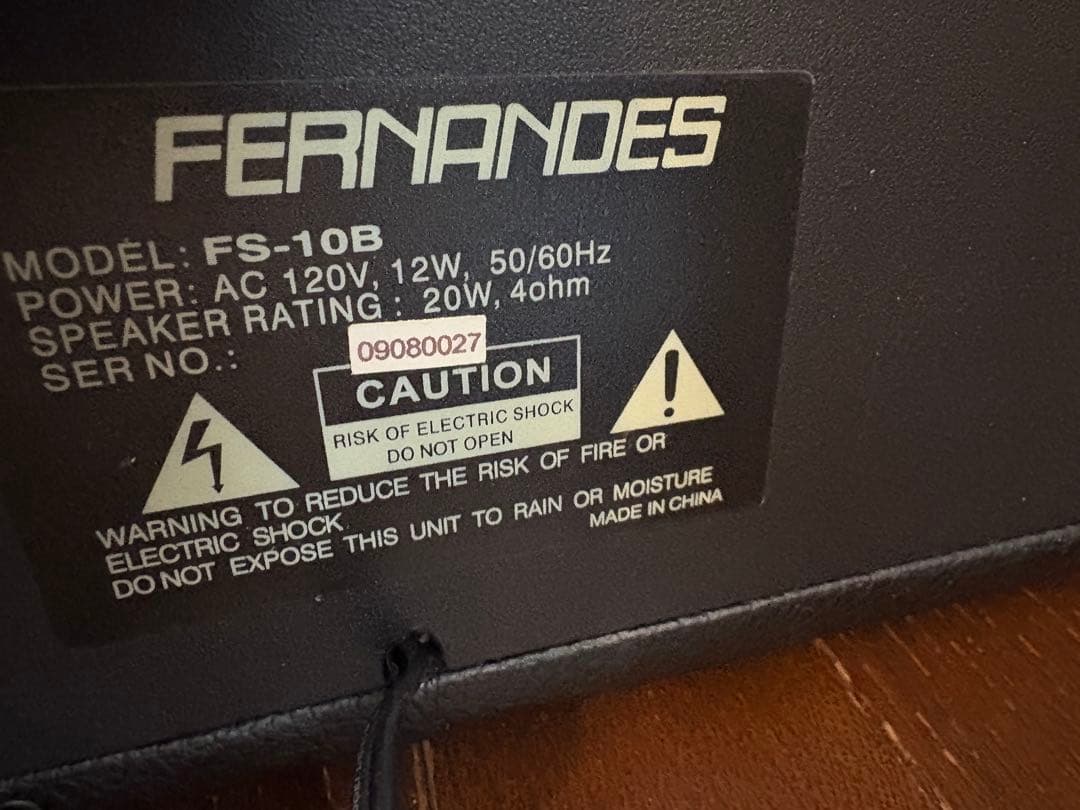 FERNANDES
MODEL: FS-10B
POWER: AC 120V, 12W, 50/60Hz
SPEAKER RATING : 20W, 4ohm
SER NO.: 09080027
CAUTION
RISK OF ELECTRIC SHOCK
DO NOT OPEN
WARNING TO REDUCE THE RISK OF FIRE OR
ELECTRIC SHOCK.
DO NOT EXPOSE THIS UNIT TO RAIN OR MOISTURE
MADE IN CHINA